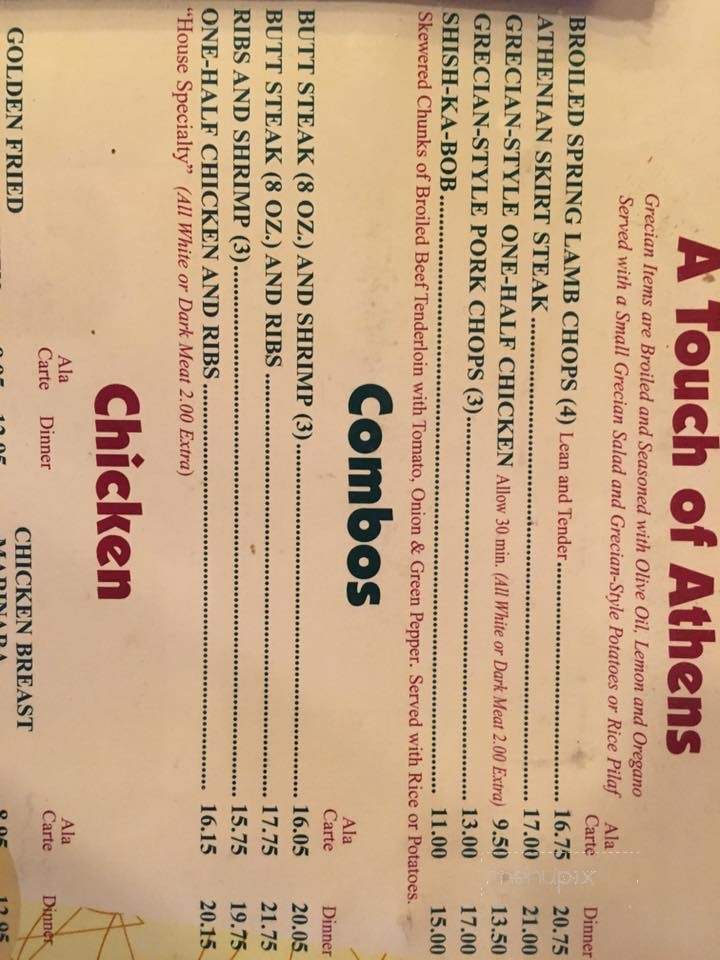 A Touch of Athens
Grecian Items are Broiled and Seasoned with Olive Oil, Lemon and Oregano
Served with a Small Grecian Salad and Grecian-Style Potatoes or Rice Pilaf
Ala Carte Dinner
BROILED SPRING LAMB CHOPS (4) Lean and Tender 16.75 20.75
ATHENIAN SKIRT STEAK 17.00 21.00
GRECIAN-STYLE ONE-HALF CHICKEN Allow 30 min. (All White or Dark Meat 2.00 Extra) 9.50 13.50
GRECIAN-STYLE PORK CHOPS (3) 13.00 17.00
SHISH-KA-BOB 11.00 15.00
Skewered Chunks of Broiled Beef Tenderloin with Tomato, Onion & Green Pepper. Served with Rice or Potatoes.
Combos
Ala Carte Dinner
BUTT STEAK (8 OZ.) AND SHRIMP (3) 16.05 20.05
BUTT STEAK (8 OZ.) AND RIBS 17.75 21.75
RIBS AND SHRIMP (3) 15.75 19.75
ONE-HALF CHICKEN AND RIBS 16.15 20.15
"House Specialty" (All White or Dark Meat 2.00 Extra)
Chicken
Ala Carte Dinner
Ala Carte Dinner
GOLDEN FRIED
CHICKEN BREAST
MARINARA 8.95 12.95
menupix